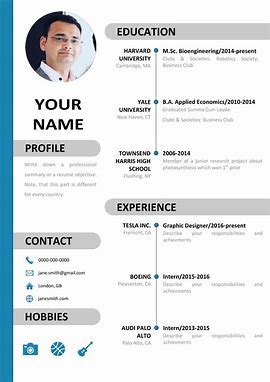 YOUR
NAME
PROFILE
Write down a professional
summary or a resume objective.
Note, that this part is different
every country.
CONTACT
000-000-0000
jane.smith@gmail.com
London, GB
janesmith.com
HOBBIES
EDUCATION
HARVARD
UNIVERSITY
Cambridge, MA
M.Sc. Bioengineering/2014-present
Clubs & Societies: Robotics Society,
Business Club
YALE
UNIVERSITY
New Haven, CT
B.A. Applied Economics/2010-2014
Graduated Summa Cum Laude
Clubs & Societies: Business Club
TOWNSEND
HARRIS HIGH
SCHOOL
Flushing, NY
2006-2014
Member of a junior research project about
photosynthesis which won 1st prize
EXPERIENCE
TESLA INC.
Fremont, CA
Graphic Designer/2016-present
Describe your responsibilities and
achievements
BOEING
Pleasanton, CA
Intern/2015-2016
Describe your responsibilities and
achievements
AUDI PALO
ALTO
Palo Alto, CA
Intern/2013-2015
Describe your responsibilities and
achievements